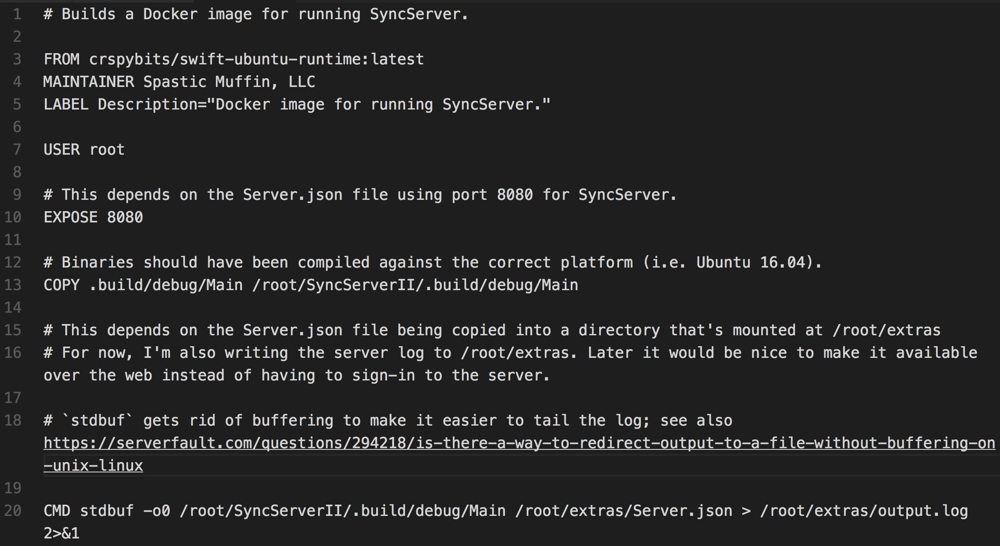 1 # Builds a Docker image for running SyncServer.
2
3 FROM crspybits/swift-ubuntu-runtime:latest
4 MAINTAINER Spastic Muffin, LLC
5 LABEL Description="Docker image for running SyncServer."
6
7 USER root
8
9 # This depends on the Server.json file using port 8080 for SyncServer.
10 EXPOSE 8080
11
12 # Binaries should have been compiled against the correct platform (i.e. Ubuntu 16.04).
13 COPY .build/debug/Main /root/SyncServerII/.build/debug/Main
14
15 # This depends on the Server.json file being copied into a directory that's mounted at /root/extras
16 # For now, I'm also writing the server log to /root/extras. Later it would be nice to make it available
over the web instead of having to sign-in to the server.
17
18 # `stdbuf` gets rid of buffering to make it easier to tail the log; see also
https://serverfault.com/questions/294218/is-there-a-way-to-redirect-output-to-a-file-without-buffering-on
-unix-linux
19
20 CMD stdbuf -o0 /root/SyncServerII/.build/debug/Main /root/extras/Server.json > /root/extras/output.log
2>&1